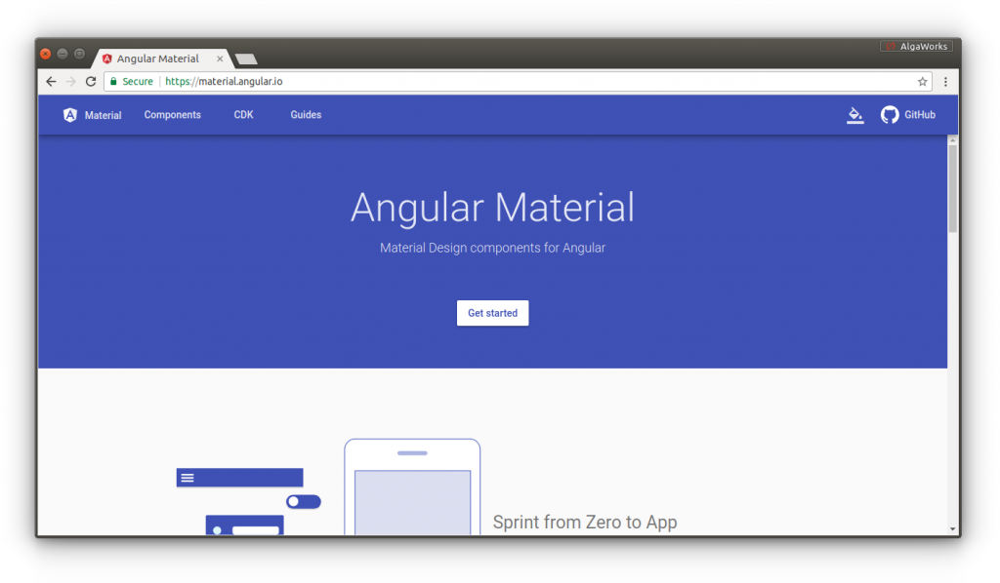 AlgaWorks
Angular Material
Secure https://material.angular.io
Material Components CDK Guides GitHub
Angular Material
Material Design components for Angular
Get started
Sprint from Zero to App